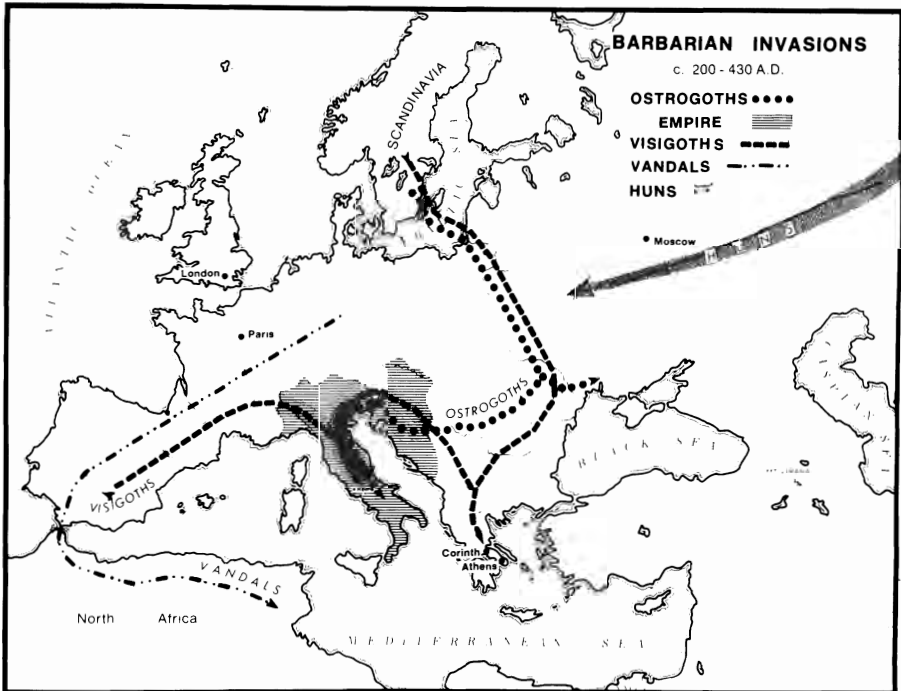 BARBARIAN INVASIONS
c. 200 - 430 A.D.
OSTROGOTHS
EMPIRE
VISIGOTHS
VANDALS
HUNS
SCANDINAVIA
HUNS
Moscow
London
Paris
OSTROGOTHS
BLACK SEA
VISIGOTHS
Corinth
Athens
VANDALS
North Africa
MEDITERRANEAN SEA